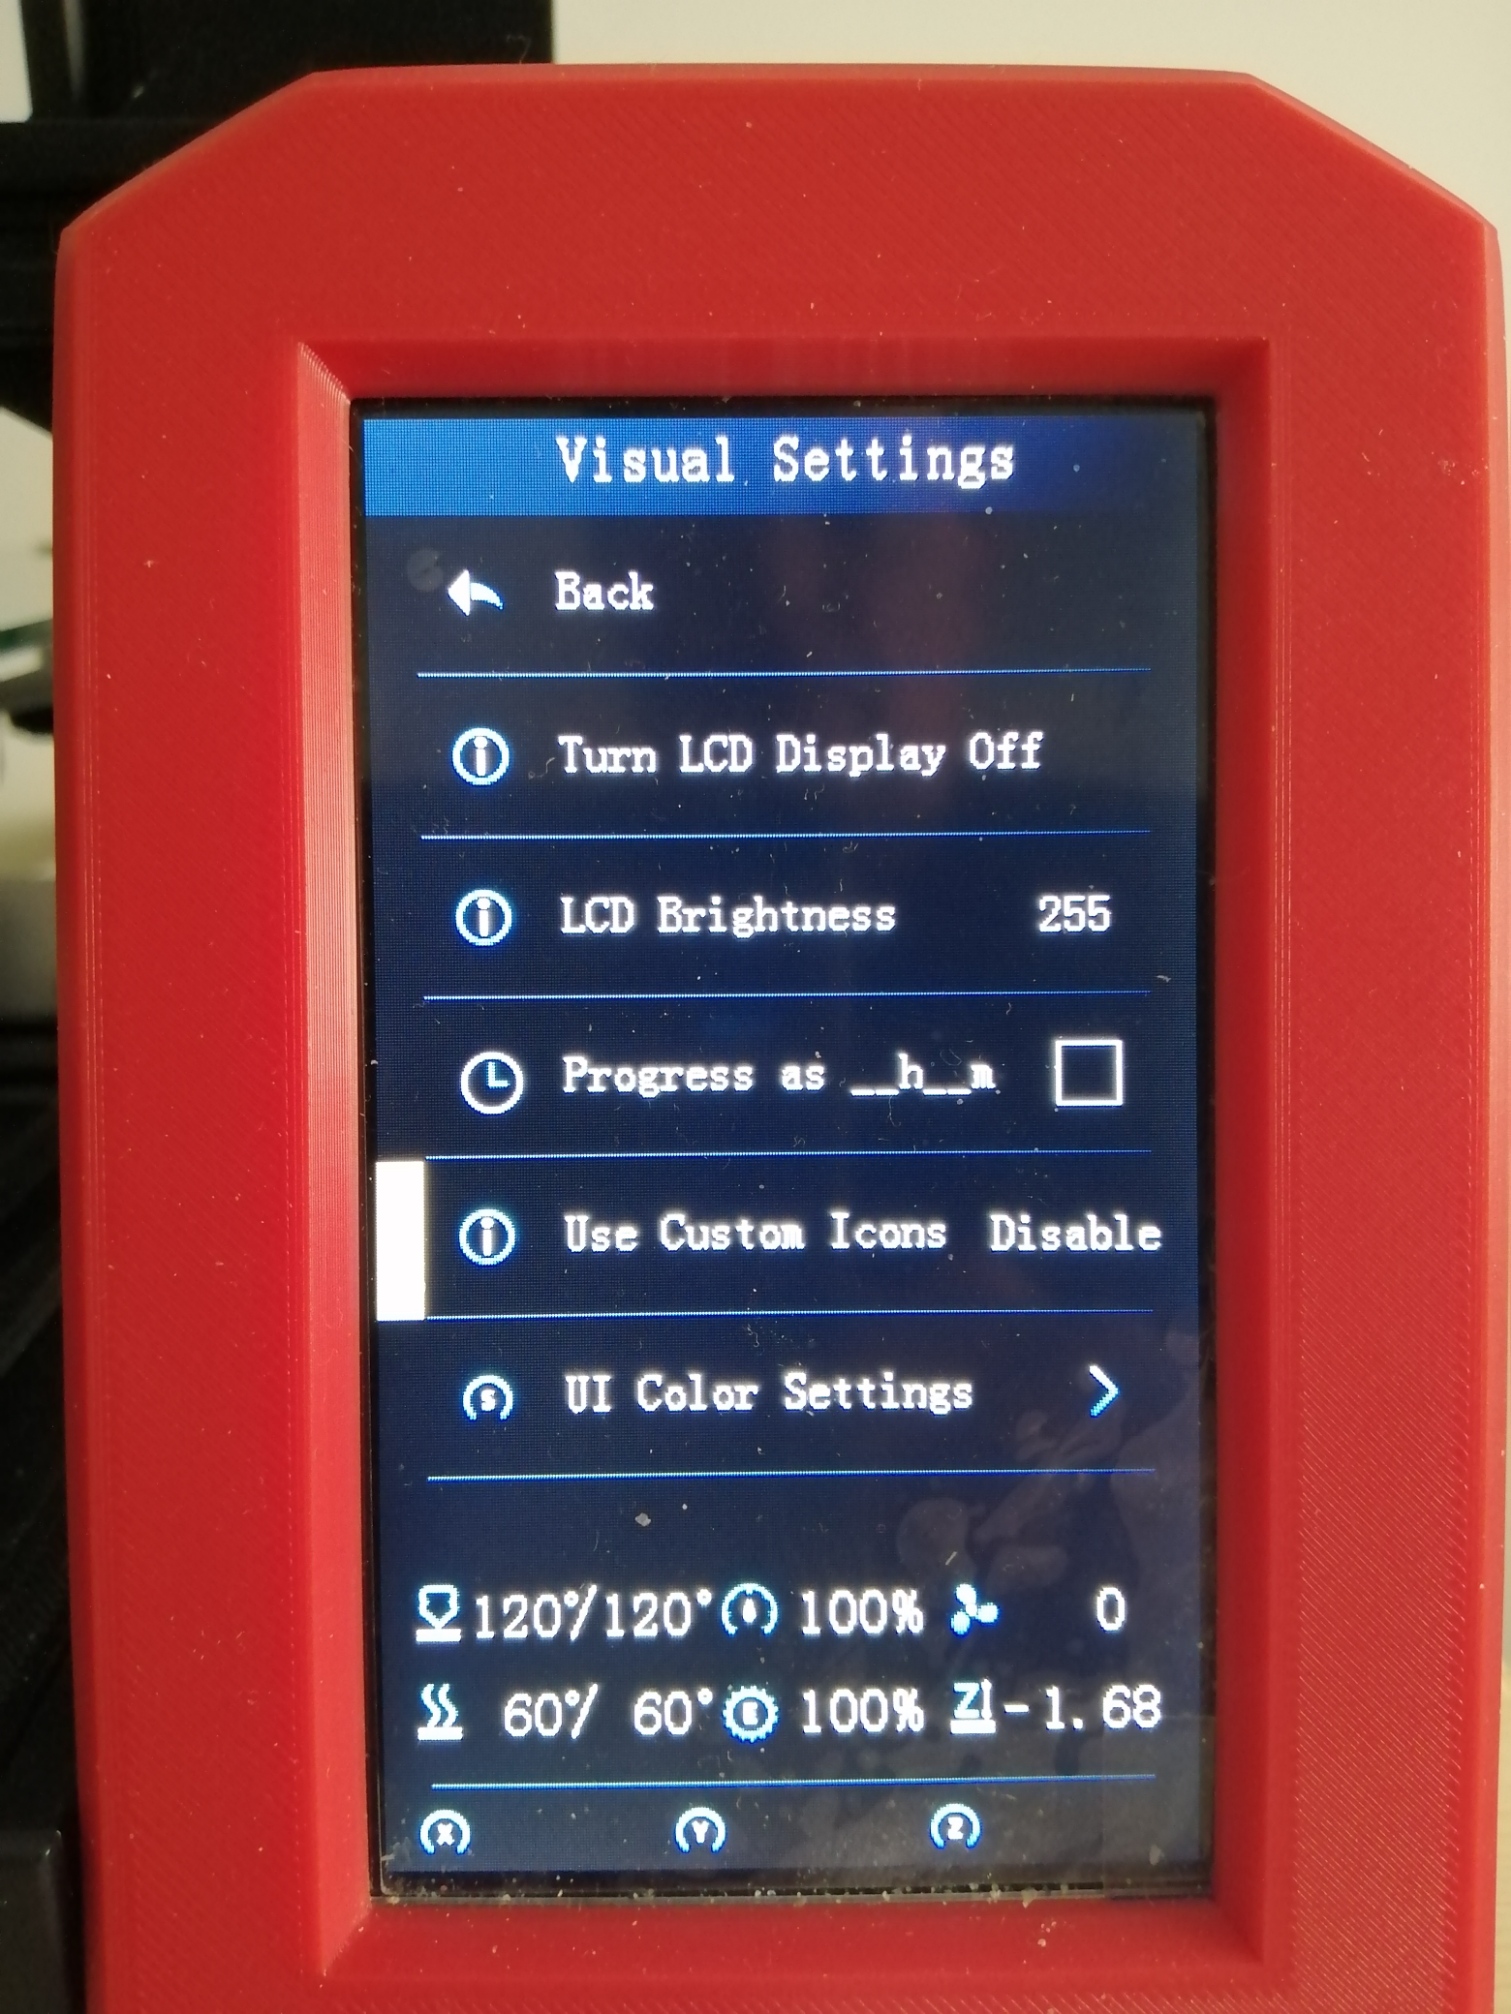 Visual Settings
Back
Turn LCD Display Off
LCD Brightness 255
Progress as __h__m
Use Custom Icons Disable
S UI Color Settings
120°/120° 100% 0
60°/ 60° E 100% Z -1.68
X Y Z